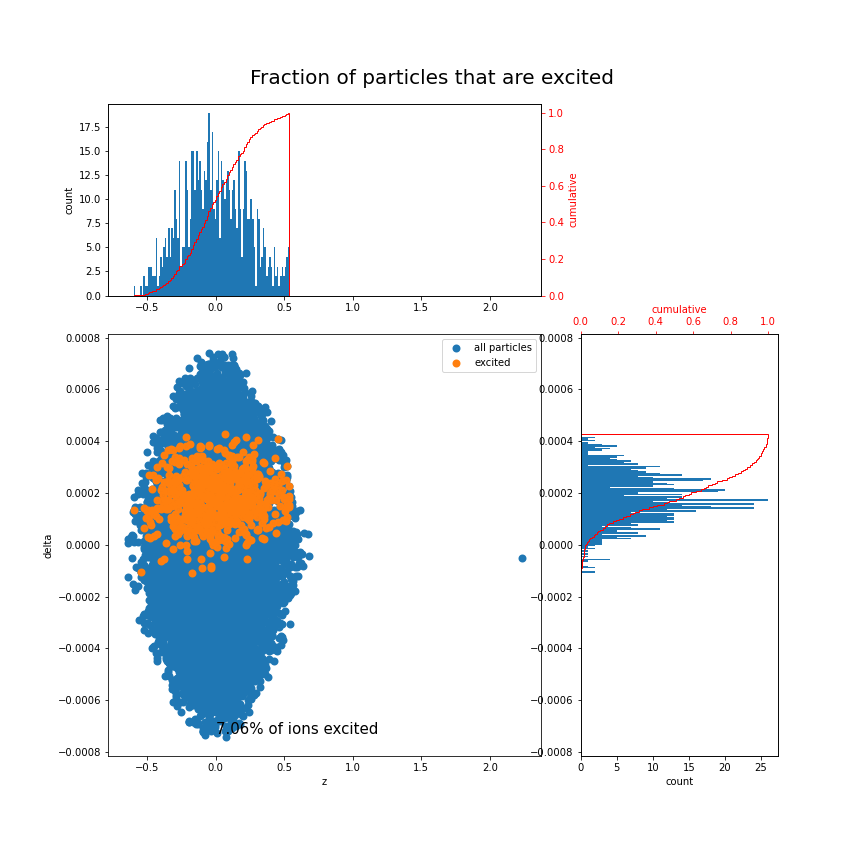 Fraction of particles that are excited
17.5
15.0
12.5
10.0
7.5
5.0
2.5
0.0
count
1.0
0.8
0.6
0.4
0.2
0.0
cumulative
−0.5 0.0 0.5 1.0 1.5 2.0
all particles
excited
0.0008
0.0006
0.0004
0.0002
0.0000
−0.0002
−0.0004
−0.0006
−0.0008
delta
7.06% of ions excited
−0.5 0.0 0.5 1.0 1.5 2.0
z
cumulative
0.0 0.2 0.4 0.6 0.8 1.0
0.0008
0.0006
0.0004
0.0002
0.0000
−0.0002
−0.0004
−0.0006
−0.0008
0 5 10 15 20 25
count